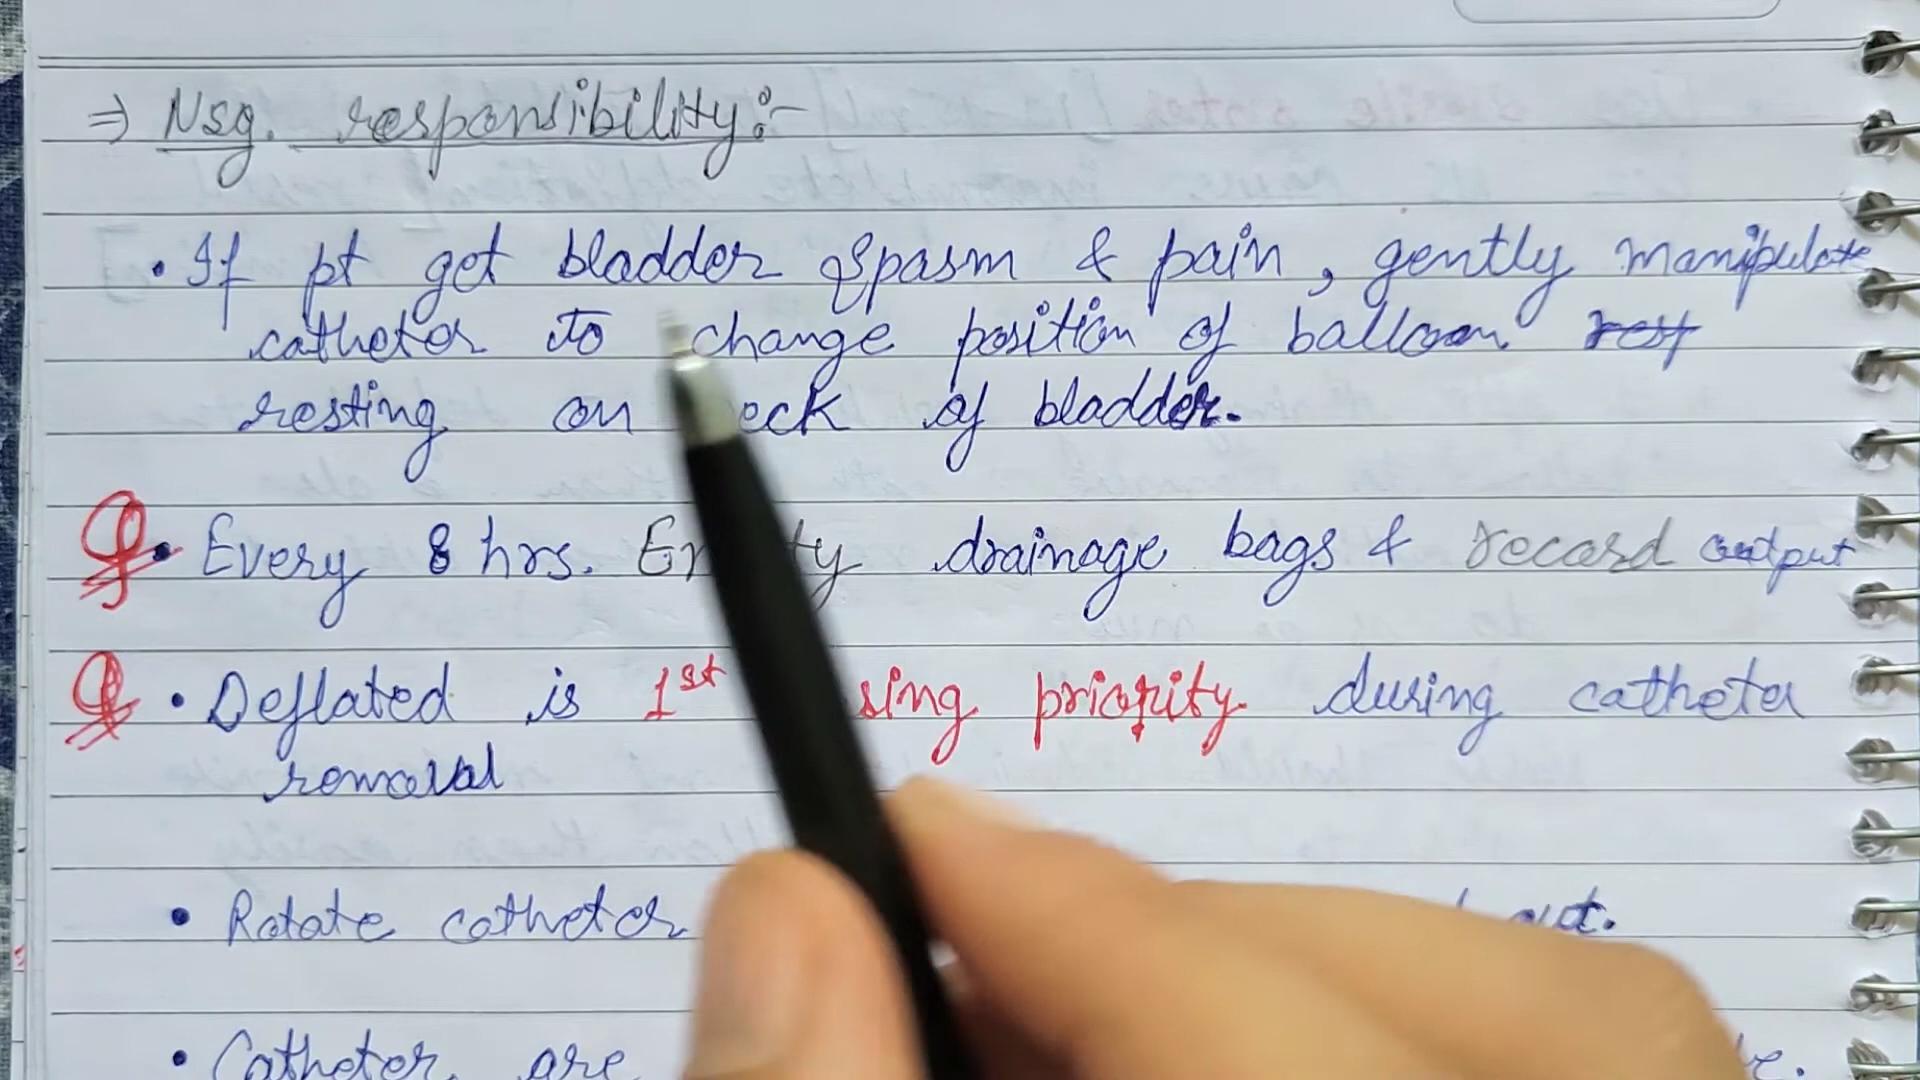 ⇒ Nsg. responsibility:-
• If pt get bladder spasm & pain, gently manipulate
catheter to change position of balloon
resting on eck of bladder.
• Every 8 hrs. E ty drainage bags & record output
• Deflated is 1st sing priority during catheter
removal
• Rotate catheter out.
• Catheter are